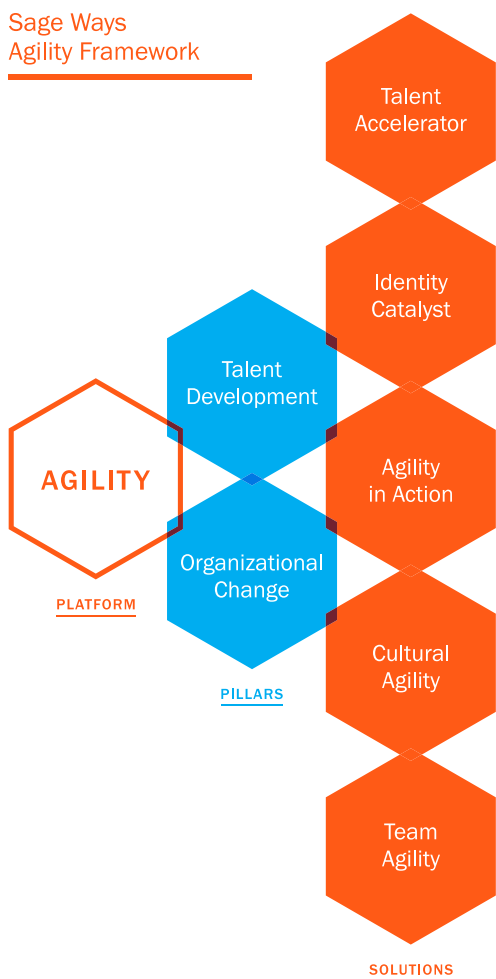 Sage Ways
Agility Framework
Talent
Accelerator
Identity
Catalyst
Talent
Development
AGILITY
Agility
in Action
Organizational
Change
PLATFORM
Cultural
Agility
PILLARS
Team
Agility
SOLUTIONS